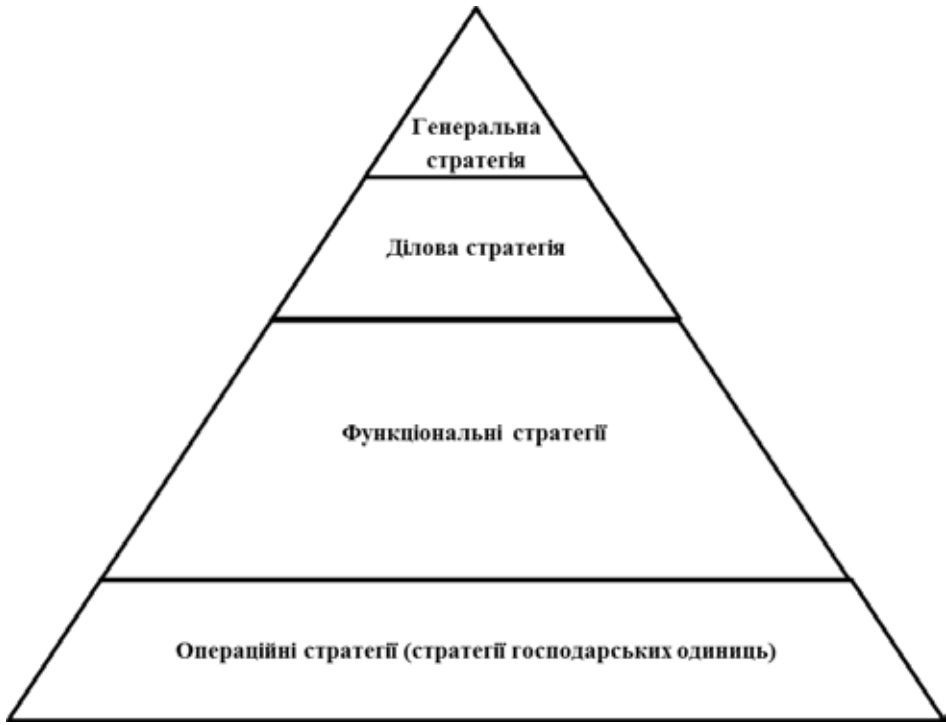 Генеральна
стратегія
Ділова стратегія
Функціональні стратегії
Операційні стратегії (стратегії господарських одиниць)